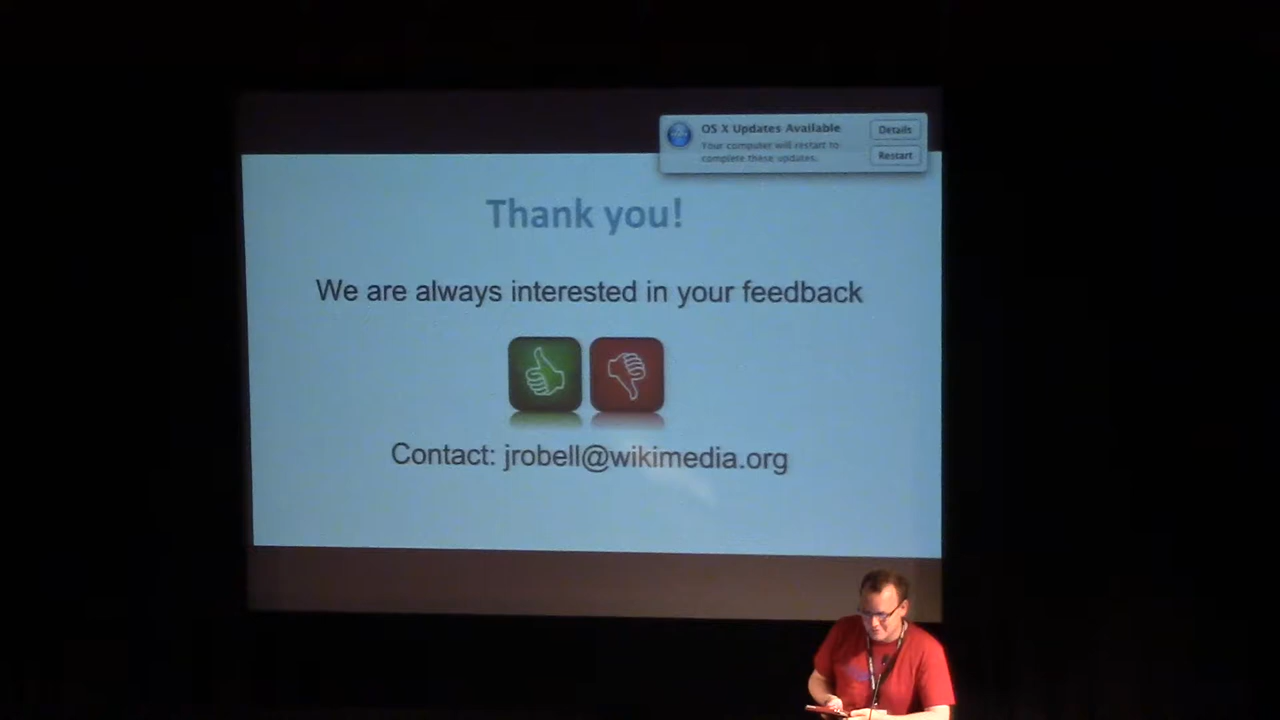 OS X Updates Available
Details
Your computer will restart to
complete these updates.
Restart
Thank you!
We are always interested in your feedback
Contact: jrobell@wikimedia.org